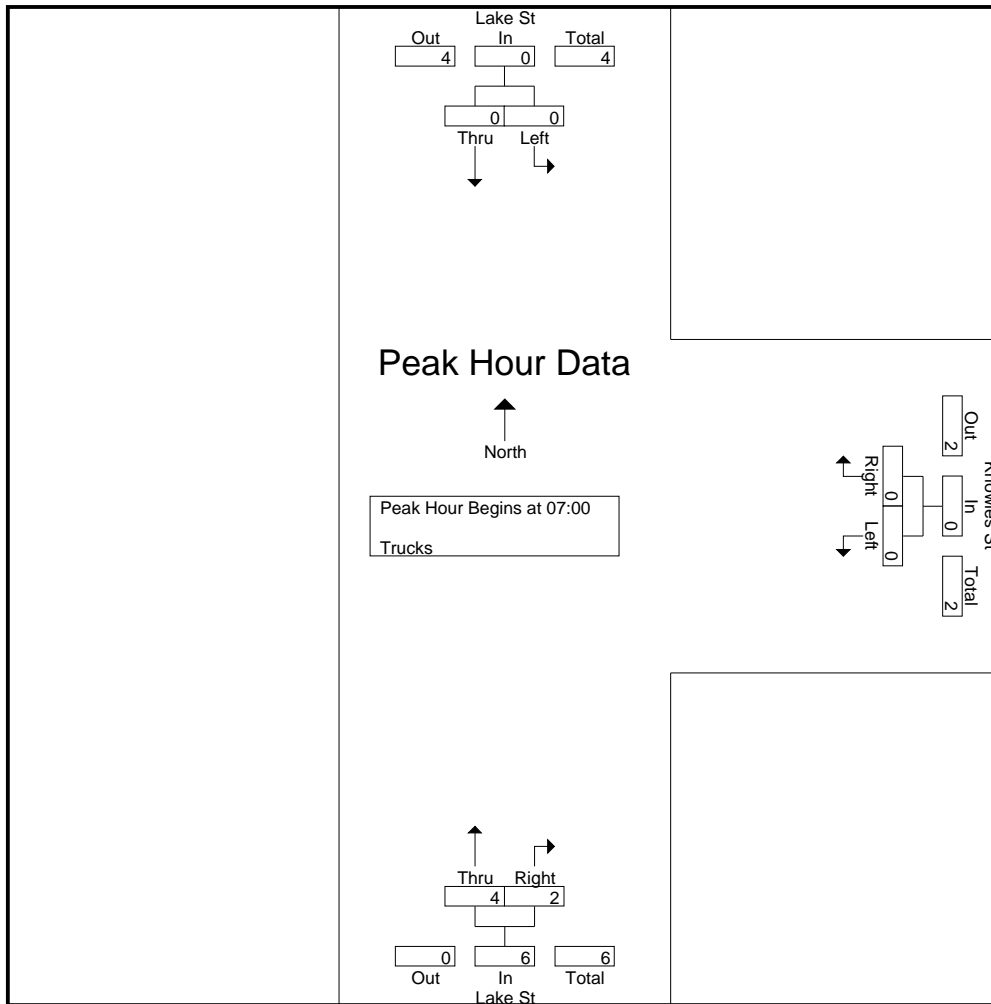 Lake St
Out In Total
4 0 4
0 0
Thru Left
Peak Hour Data
North
Peak Hour Begins at 07:00
Trucks
Right Left
0 0
Out In Total
2 0 2
Knowles St
Thru Right
4 2
0 6 6
Out In Total
Lake St